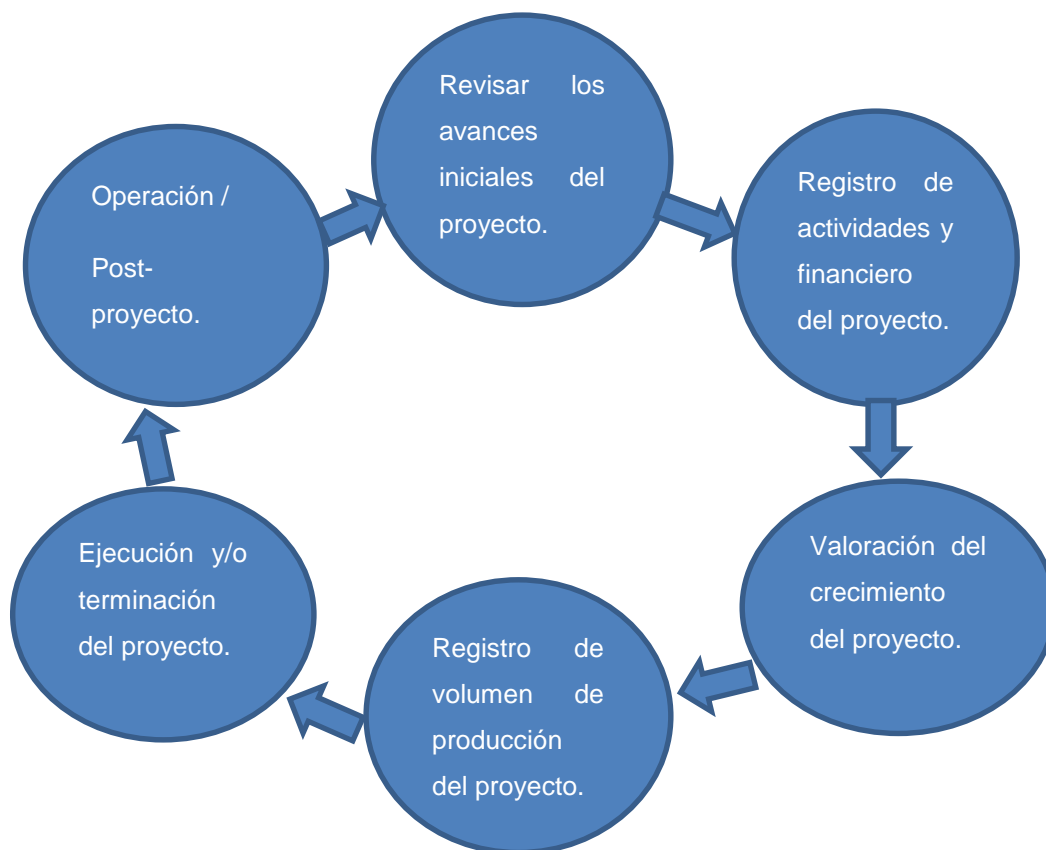 Revisar los
avances
iniciales del
proyecto.
Registro de
actividades y
financiero
del proyecto.
Valoración del
crecimiento
del proyecto.
Registro de
volumen de
producción
del proyecto.
Ejecución y/o
terminación
del proyecto.
Operación /
Post-
proyecto.